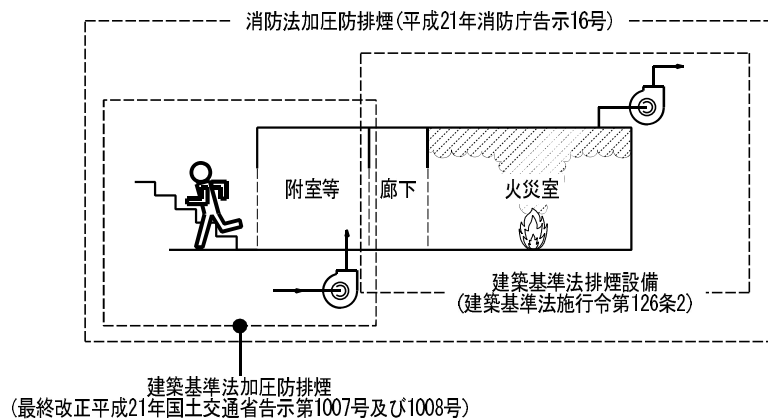 消防法加圧防排煙(平成21年消防庁告示16号)
附室等
廊下
火災室
建築基準法排煙設備
(建築基準法施行令第126条2)
建築基準法加圧防排煙
(最終改正平成21年国土交通省告示第1007号及び1008号)